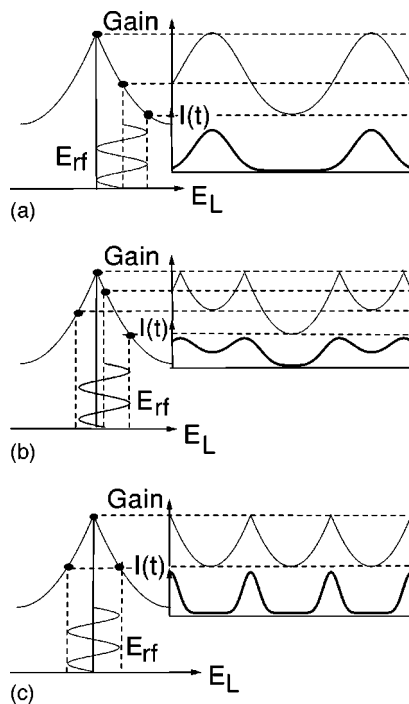 Gain
I(t)
E_rf
E_L
(a)
Gain
I(t)
E_rf
E_L
(b)
Gain
I(t)
E_rf
E_L
(c)